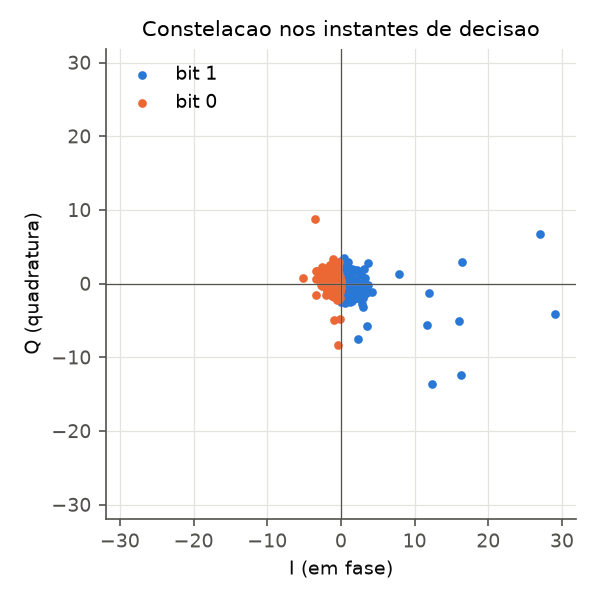 Constelacao nos instantes de decisao
bit 1
bit 0
Q (quadratura)
30
20
10
0
−10
−20
−30
−30 −20 −10 0 10 20 30
I (em fase)